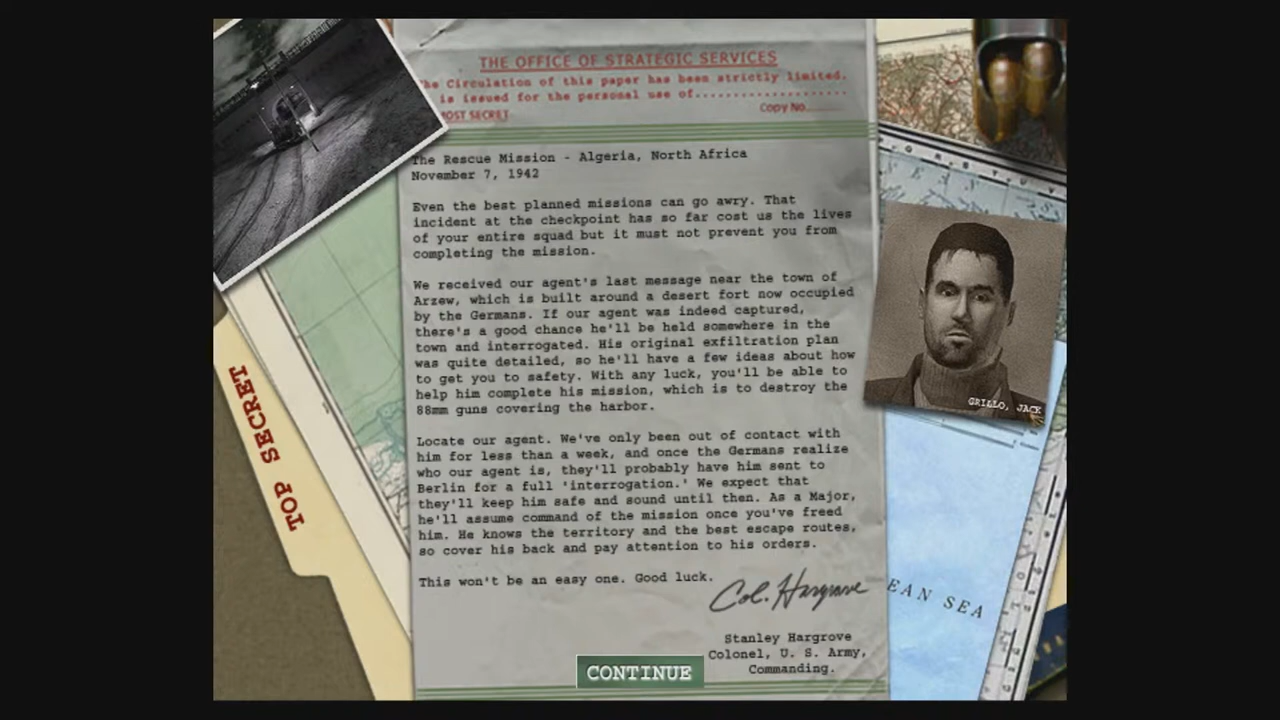 THE OFFICE OF STRATEGIC SERVICES
The Circulation of this paper has been strictly limited.
is issued for the personal use of....................
MOST SECRET
Copy No.........
The Rescue Mission - Algeria, North Africa
November 7, 1942
Even the best planned missions can go awry. That
incident at the checkpoint has so far cost us the lives
of your entire squad but it must not prevent you from
completing the mission.
We received our agent's last message near the town of
Arzew, which is built around a desert fort now occupied
by the Germans. If our agent was indeed captured,
there's a good chance he'll be held somewhere in the
town and interrogated. His original exfiltration plan
was quite detailed, so he'll have a few ideas about how
to get you to safety. With any luck, you'll be able to
help him complete his mission, which is to destroy the
88mm guns covering the harbor.
Locate our agent. We've only been out of contact with
him for less than a week, and once the Germans realize
who our agent is, they'll probably have him sent to
Berlin for a full 'interrogation.' We expect that
they'll keep him safe and sound until then. As a Major,
he'll assume command of the mission once you've freed
him. He knows the territory and the best escape routes,
so cover his back and pay attention to his orders.
This won't be an easy one. Good luck.
Col. Hargrave
Stanley Hargrove
Colonel, U. S. Army,
Commanding.
CONTINUE
TOP SECRET
GRILLO, JACK
EAN SEA